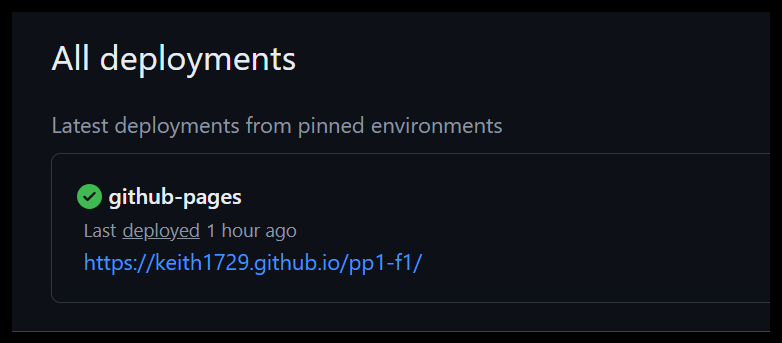 All deployments
Latest deployments from pinned environments
github-pages
Last deployed 1 hour ago
https://keith1729.github.io/pp1-f1/